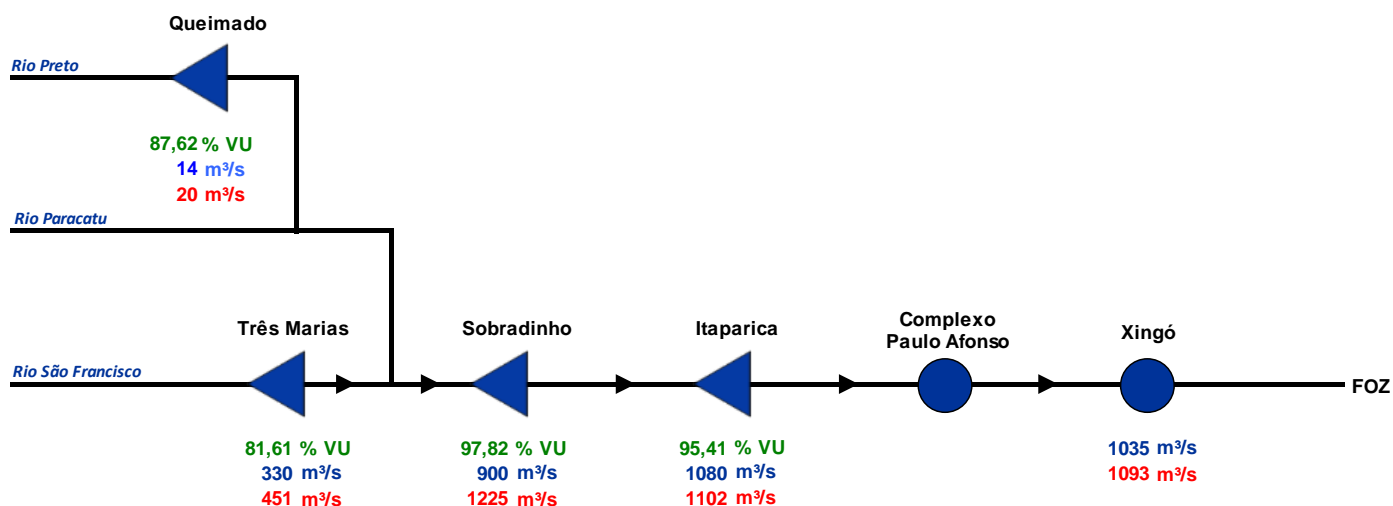 Queimado
Rio Preto
87,62 % VU
14 m³/s
20 m³/s
Rio Paracatu
Três Marias
Sobradinho
Itaparica
Complexo
Paulo Afonso
Xingó
Rio São Francisco
FOZ
81,61 % VU
330 m³/s
451 m³/s
97,82 % VU
900 m³/s
1225 m³/s
95,41 % VU
1080 m³/s
1102 m³/s
1035 m³/s
1093 m³/s